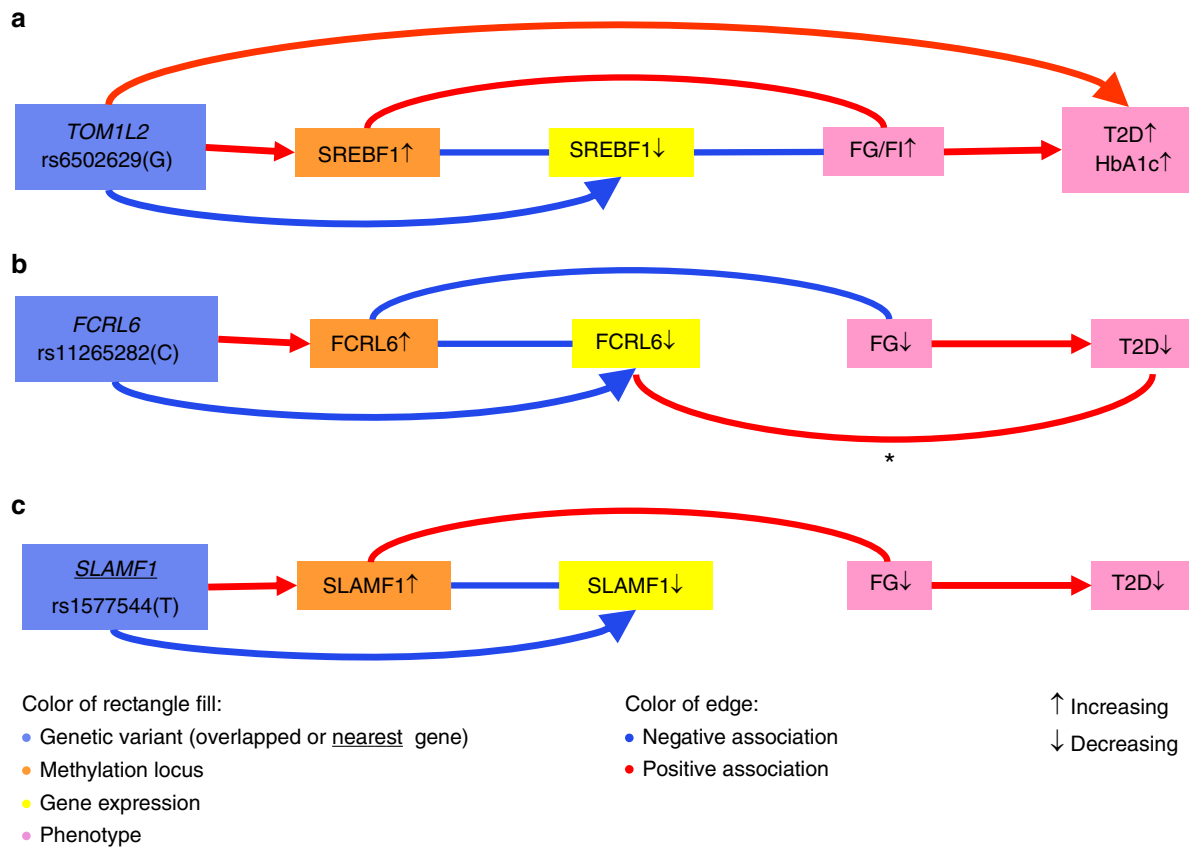 a
TOM1L2
rs6502629(G)
SREBF1↑
SREBF1↓
FG/FI↑
T2D↑
HbA1c↑
b
FCRL6
rs11265282(C)
FCRL6↑
FCRL6↓
FG↓
T2D↓
*
c
SLAMF1
rs1577544(T)
SLAMF1↑
SLAMF1↓
FG↓
T2D↓
Color of rectangle fill:
Genetic variant (overlapped or nearest gene)
Methylation locus
Gene expression
Phenotype
Color of edge:
Negative association
Positive association
↑ Increasing
↓ Decreasing